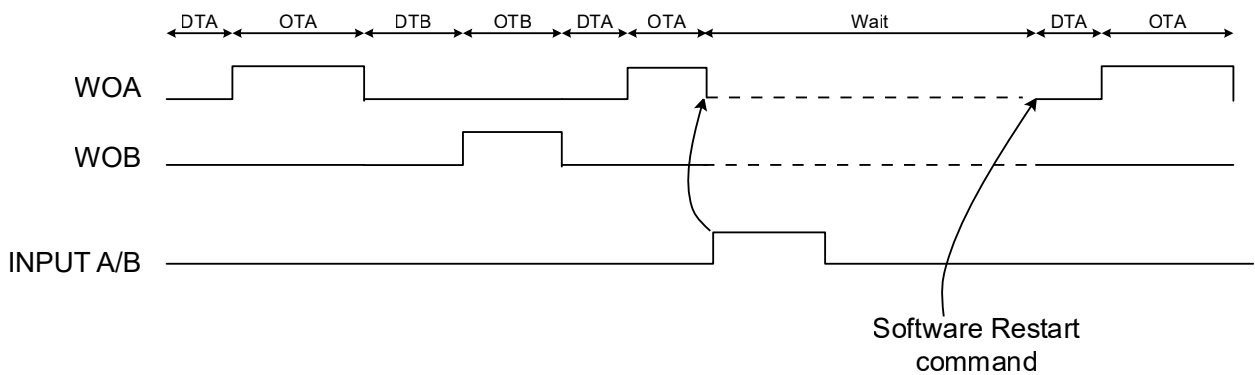 DTA OTA DTB OTB DTA OTA Wait DTA OTA
WOA
WOB
INPUT A/B
Software Restart
command